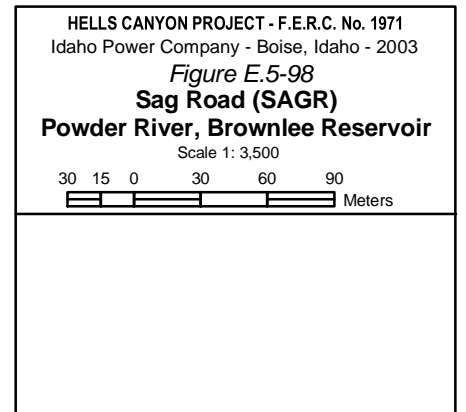 HELLS CANYON PROJECT - F.E.R.C. No. 1971
Idaho Power Company - Boise, Idaho - 2003
Figure E.5-98
Sag Road (SAGR)
Powder River, Brownlee Reservoir
Scale 1: 3,500
30 15 0 30 60 90
Meters